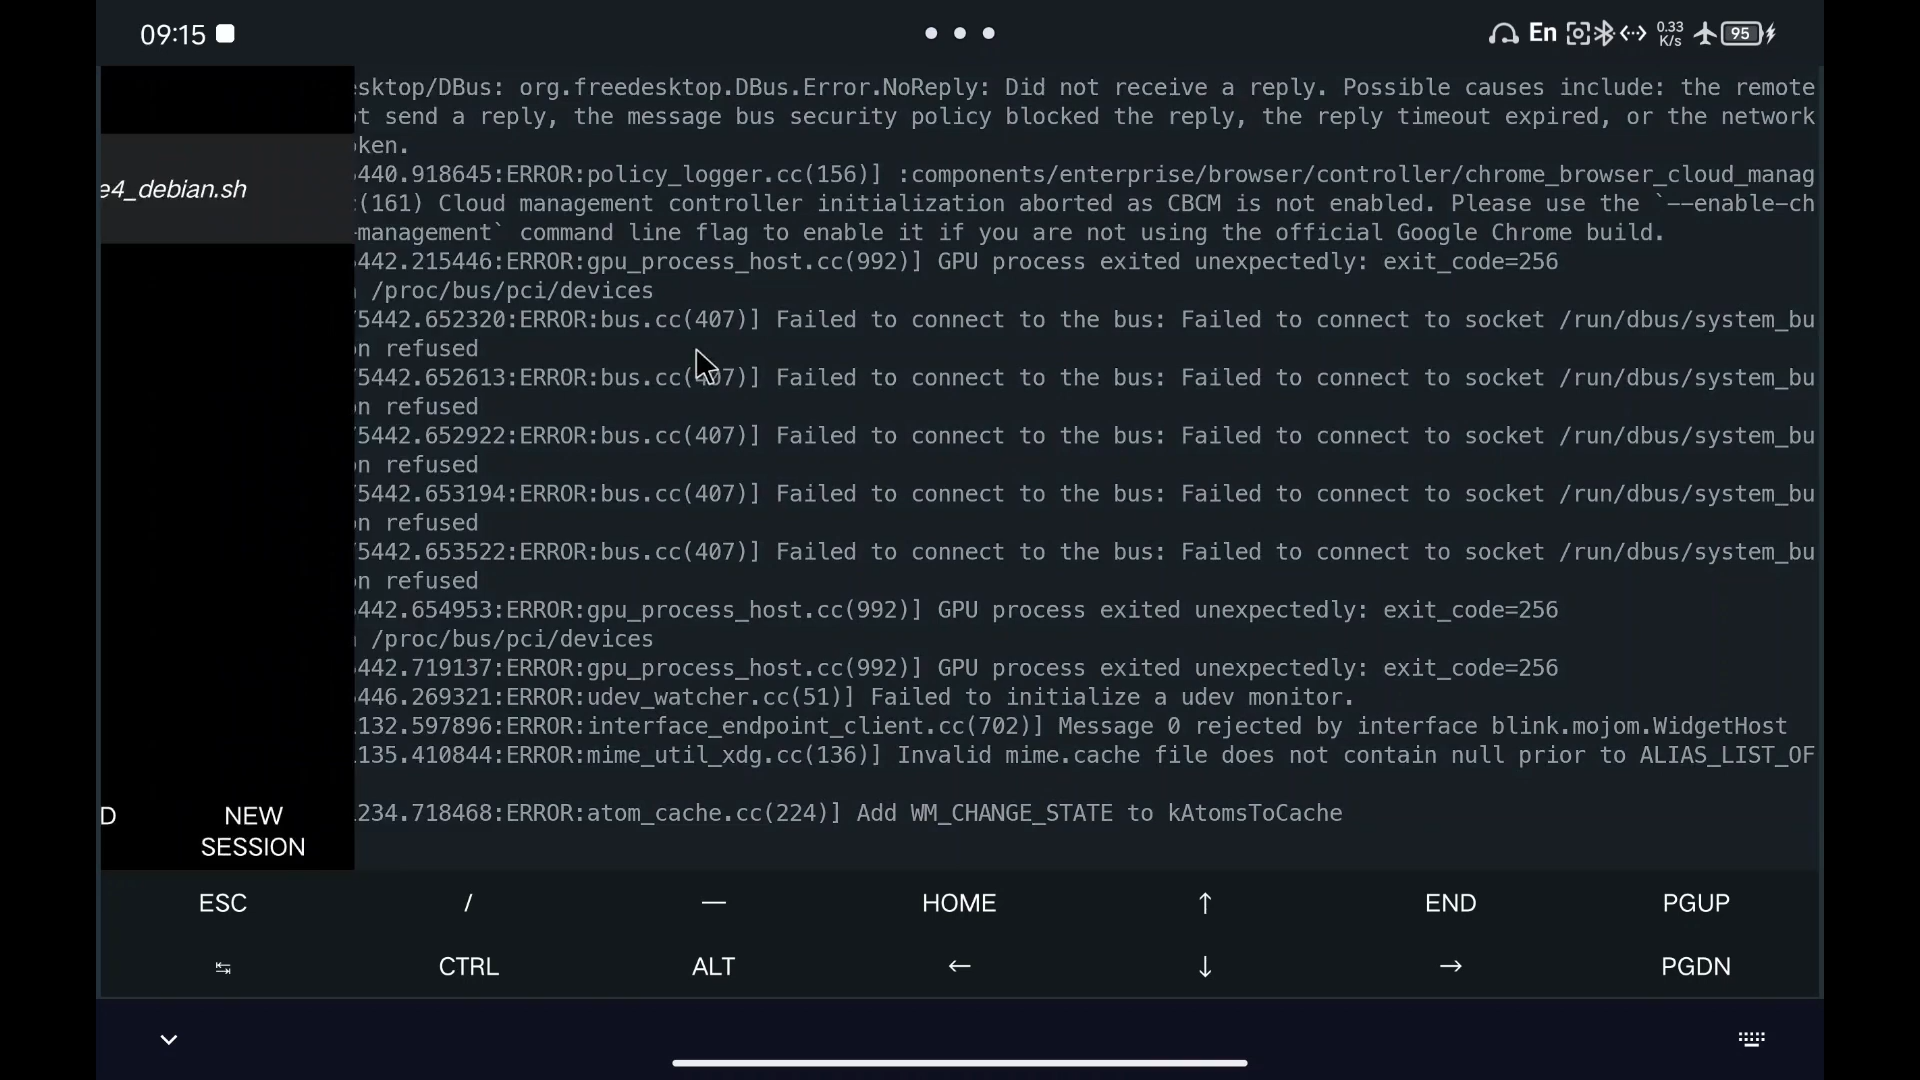 09:15
En
0.33
K/s
95
sktop/DBus: org.freedesktop.DBus.Error.NoReply: Did not receive a reply. Possible causes include: the remote
t send a reply, the message bus security policy blocked the reply, the reply timeout expired, or the network
ken.
e4_debian.sh
440.918645:ERROR:policy_logger.cc(156)] :components/enterprise/browser/controller/chrome_browser_cloud_manag
(161) Cloud management controller initialization aborted as CBCM is not enabled. Please use the `--enable-ch
-management` command line flag to enable it if you are not using the official Google Chrome build.
442.215446:ERROR:gpu_process_host.cc(992)] GPU process exited unexpectedly: exit_code=256
/proc/bus/pci/devices
5442.652320:ERROR:bus.cc(407)] Failed to connect to the bus: Failed to connect to socket /run/dbus/system_bu
n refused
5442.652613:ERROR:bus.cc(407)] Failed to connect to the bus: Failed to connect to socket /run/dbus/system_bu
n refused
5442.652922:ERROR:bus.cc(407)] Failed to connect to the bus: Failed to connect to socket /run/dbus/system_bu
n refused
5442.653194:ERROR:bus.cc(407)] Failed to connect to the bus: Failed to connect to socket /run/dbus/system_bu
n refused
5442.653522:ERROR:bus.cc(407)] Failed to connect to the bus: Failed to connect to socket /run/dbus/system_bu
n refused
442.654953:ERROR:gpu_process_host.cc(992)] GPU process exited unexpectedly: exit_code=256
/proc/bus/pci/devices
442.719137:ERROR:gpu_process_host.cc(992)] GPU process exited unexpectedly: exit_code=256
446.269321:ERROR:udev_watcher.cc(51)] Failed to initialize a udev monitor.
132.597896:ERROR:interface_endpoint_client.cc(702)] Message 0 rejected by interface blink.mojom.WidgetHost
135.410844:ERROR:mime_util_xdg.cc(136)] Invalid mime.cache file does not contain null prior to ALIAS_LIST_OF
234.718468:ERROR:atom_cache.cc(224)] Add WM_CHANGE_STATE to kAtomsToCache
D
NEW
SESSION
ESC / — HOME ↑ END PGUP
↹ CTRL ALT ← ↓ → PGDN